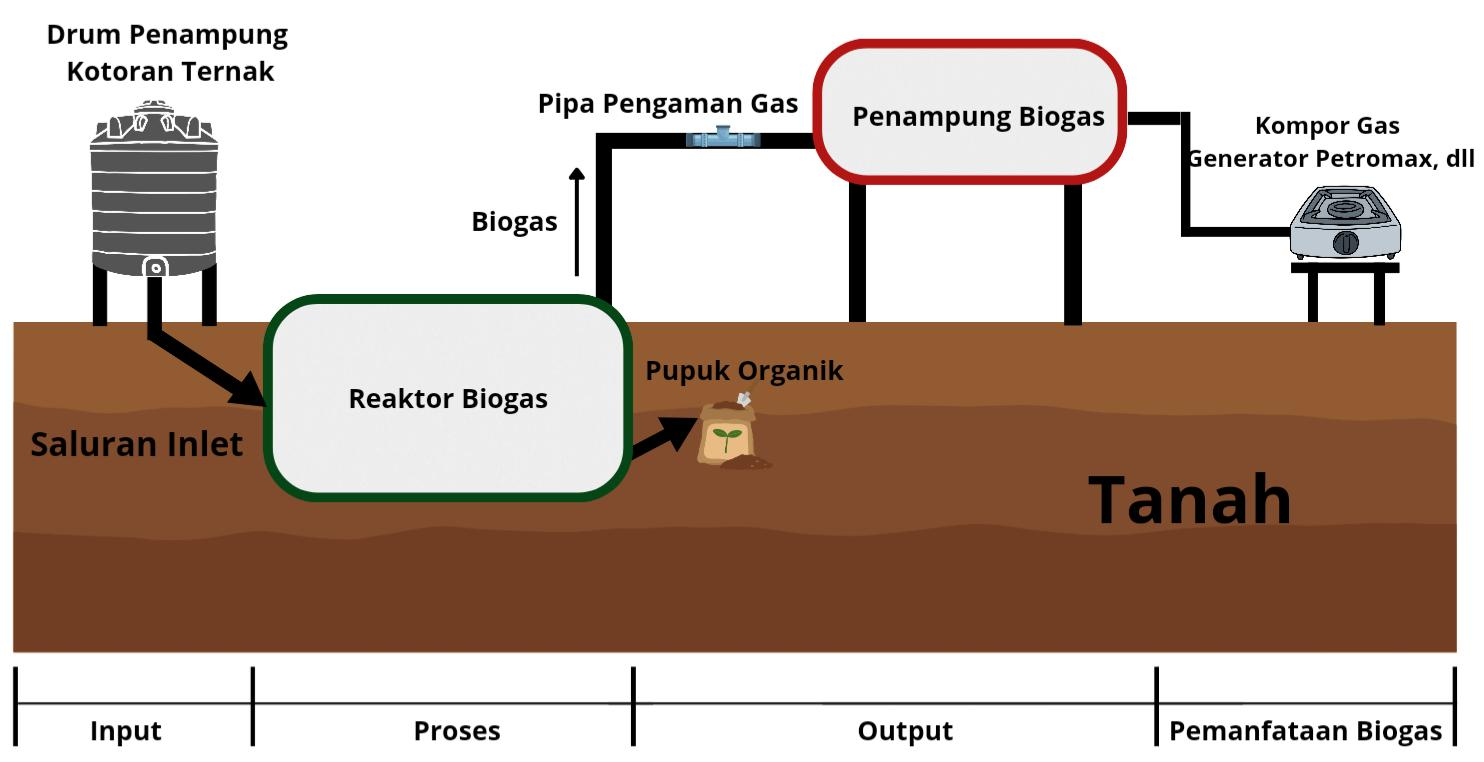 Drum Penampung
Kotoran Ternak
Pipa Pengaman Gas
Penampung Biogas
Kompor Gas
Generator Petromax, dll
Biogas
Reaktor Biogas
Pupuk Organik
Saluran Inlet
Tanah
Input
Proses
Output
Pemanfataan Biogas